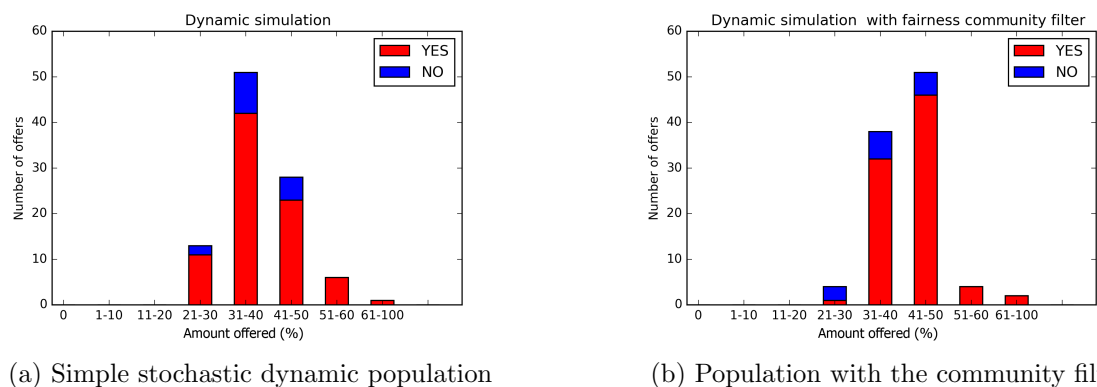 Dynamic simulation
60
50
40
30
20
10
0
Number of offers
YES
NO
0 1-10 11-20 21-30 31-40 41-50 51-60 61-100
Amount offered (%)
(a) Simple stochastic dynamic population
Dynamic simulation with fairness community filter
60
50
40
30
20
10
0
Number of offers
YES
NO
0 1-10 11-20 21-30 31-40 41-50 51-60 61-100
Amount offered (%)
(b) Population with the community fil